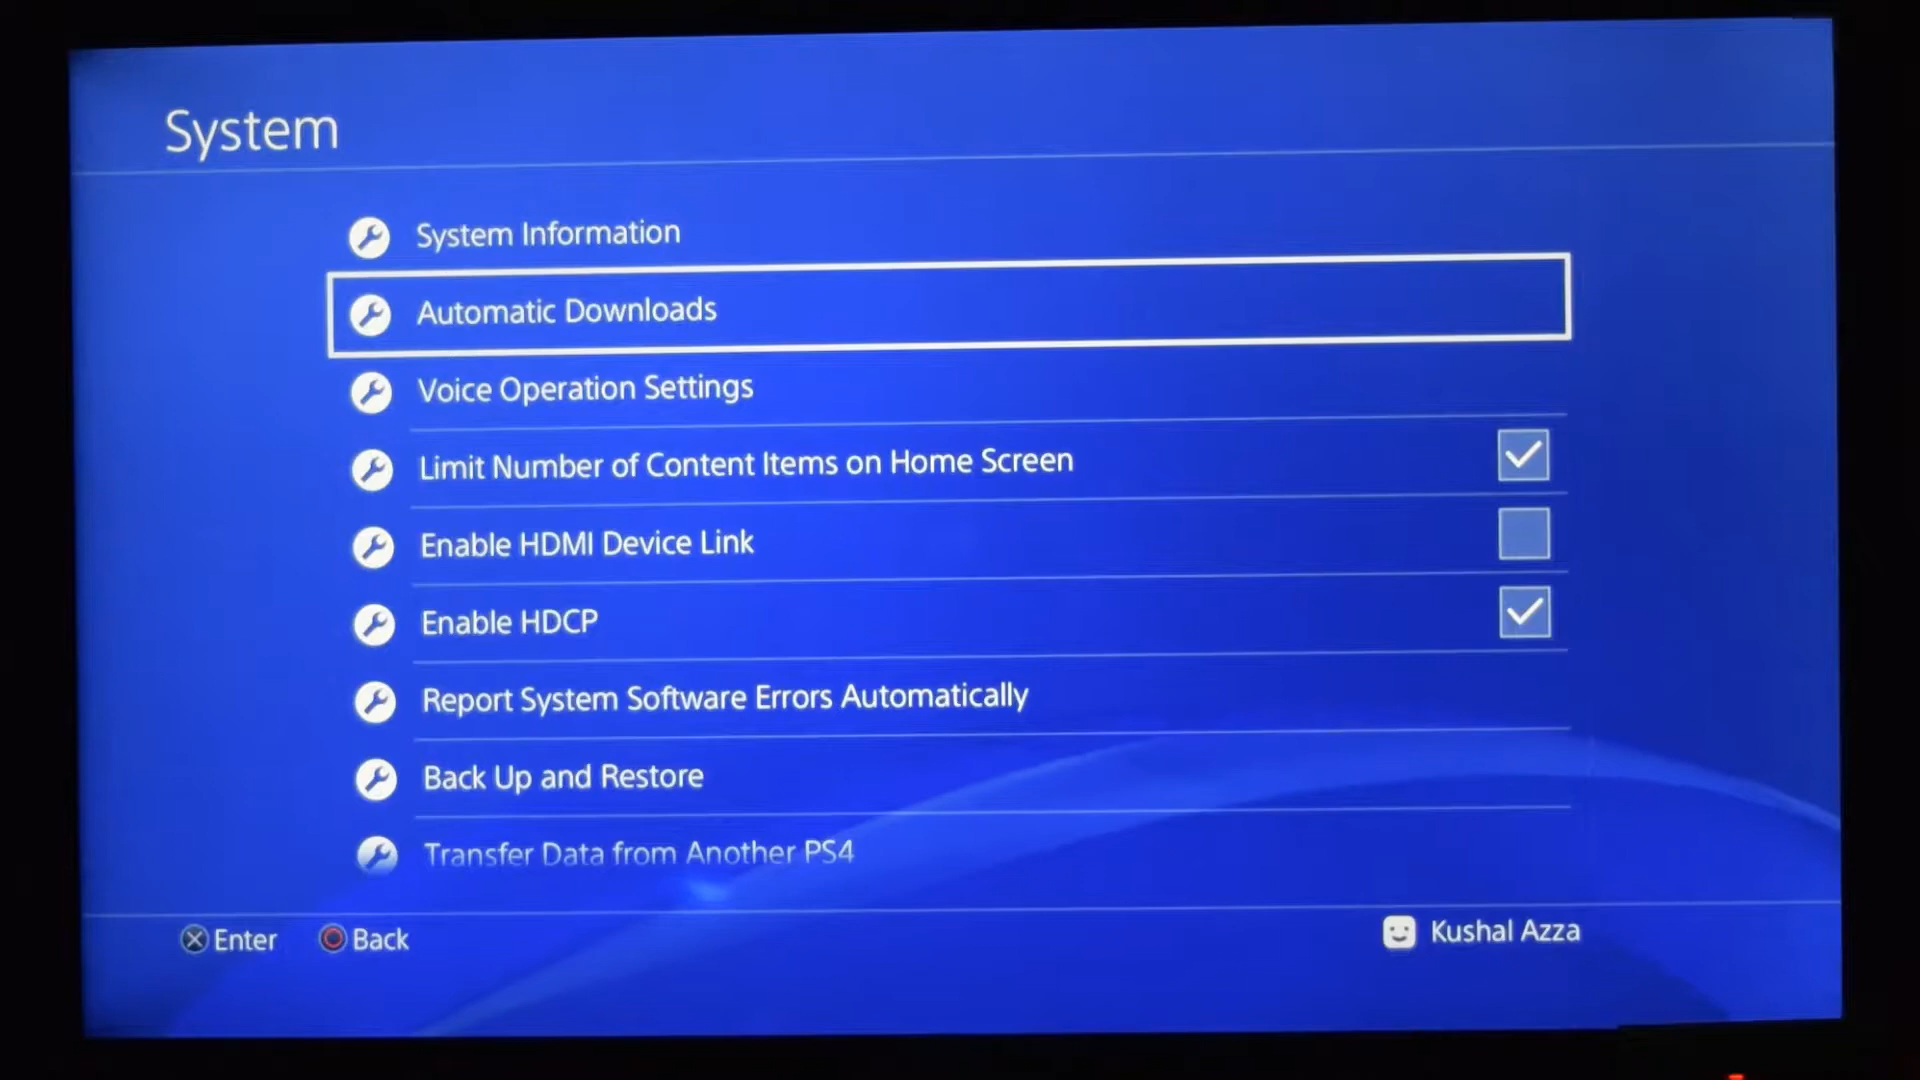 System
System Information
Automatic Downloads
Voice Operation Settings
Limit Number of Content Items on Home Screen
Enable HDMI Device Link
Enable HDCP
Report System Software Errors Automatically
Back Up and Restore
Transfer Data from Another PS4
Enter Back Kushal Azza